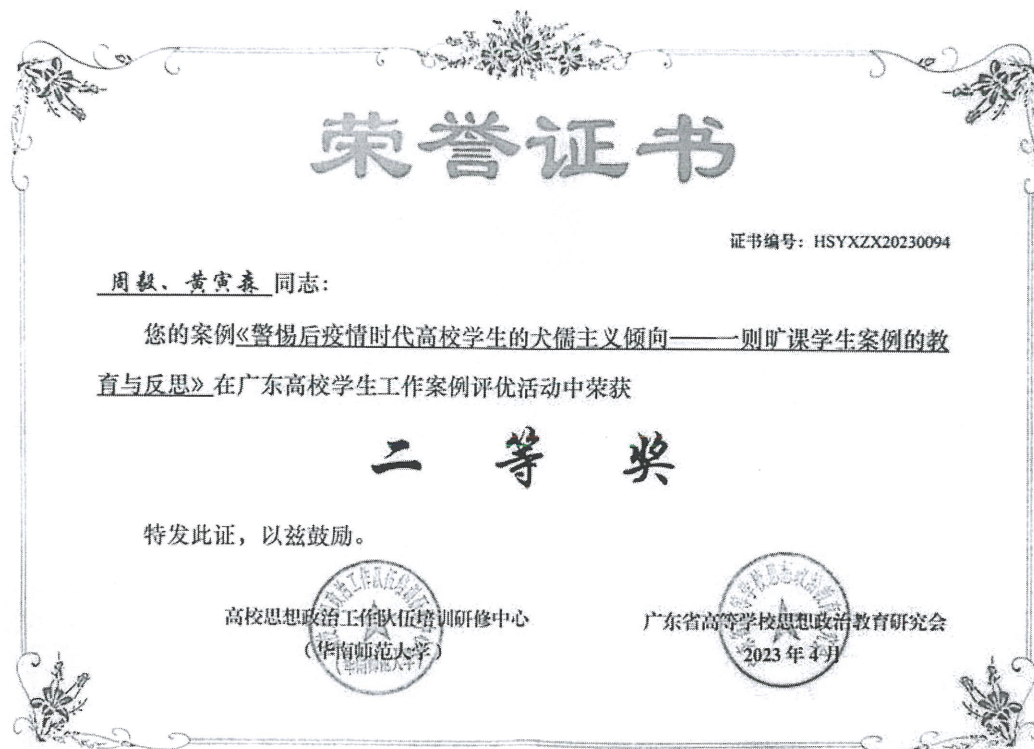 荣誉证书
证书编号：HSYXZX20230094
周毅、黄寅森 同志：
您的案例《警惕后疫情时代高校学生的犬儒主义倾向——一则旷课学生案例的教
育与反思》在广东高校学生工作案例评优活动中荣获
二等奖
特发此证，以兹鼓励。
高校思想政治工作队伍培训研修中心
（华南师范大学）
广东省高等学校思想政治教育研究会
2023年4月